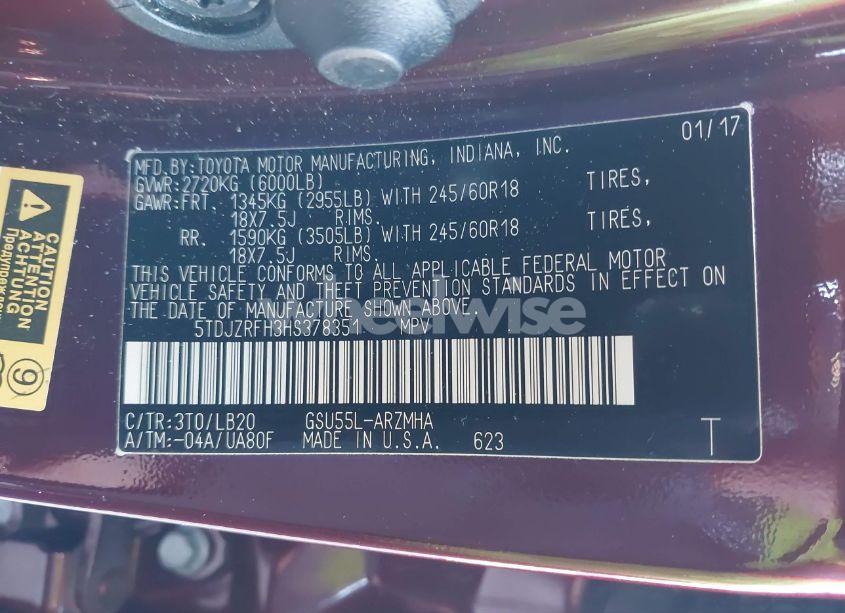 MFD.BY:TOYOTA MOTOR MANUFACTURING, INDIANA, INC. 01/17
GVWR:2720KG (6000LB)
GAWR:FRT. 1345KG (2955LB) WITH 245/60R18 TIRES,
18X7.5J RIMS.
RR. 1590KG (3505LB) WITH 245/60R18 TIRES,
18X7.5J RIMS.
THIS VEHICLE CONFORMS TO ALL APPLICABLE FEDERAL MOTOR
VEHICLE SAFETY AND THEFT PREVENTION STANDARDS IN EFFECT ON
THE DATE OF MANUFACTURE SHOWN ABOVE.
5TDJZRFH3HS378351 MPV
wheelwise
C/TR:3T0/LB20 GSU55L-ARZMHA
A/TM:-04A/UA80F MADE IN U.S.A. 623 T
CAUTION
ATTENTION
ACHTUNG
9